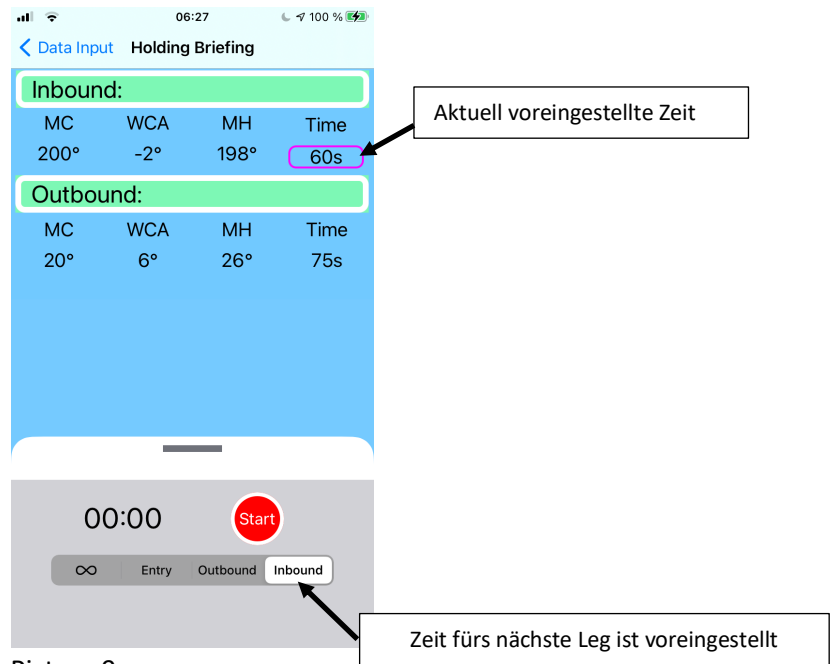 06:27
100 %
Data Input Holding Briefing
Inbound:
MC WCA MH Time
200° -2° 198° 60s
Aktuell voreingestellte Zeit
Outbound:
MC WCA MH Time
20° 6° 26° 75s
00:00 Start
∞ Entry Outbound Inbound
Zeit fürs nächste Leg ist voreingestellt